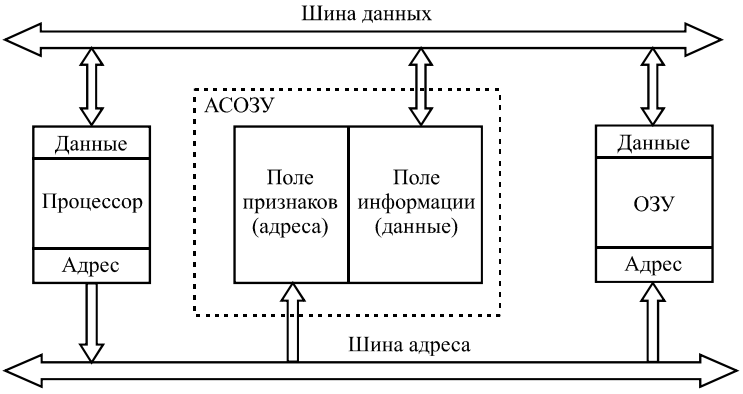 Шина данных
АСОЗУ
Данные
Процессор
Адрес
Поле
признаков
(адреса)
Поле
информации
(данные)
Данные
ОЗУ
Адрес
Шина адреса